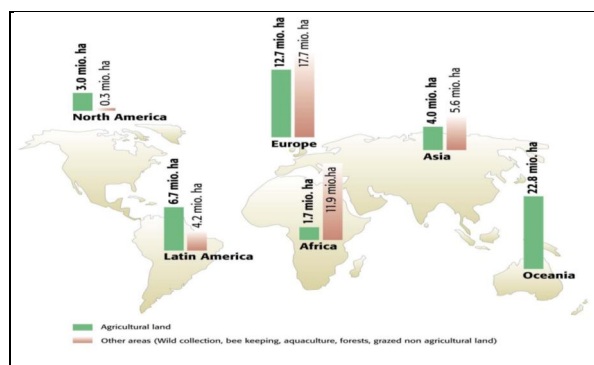 3.0 mio. ha
0.3 mio. ha
North America
12.7 mio. ha
17.7 mio. ha
Europe
4.0 mio. ha
5.6 mio. ha
Asia
6.7 mio. ha
4.2 mio. ha
Latin America
1.7 mio. ha
11.9 mio.ha
Africa
22.8 mio. ha
Oceania
Agricultural land
Other areas (Wild collection, bee keeping, aquaculture, forests, grazed non agricultural land)